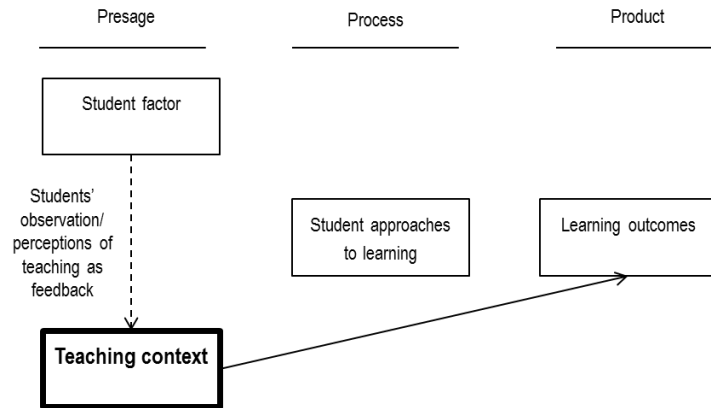 Presage
Process
Product
Student factor
Students'
observation/
perceptions of
teaching as
feedback
Student approaches
to learning
Learning outcomes
Teaching context